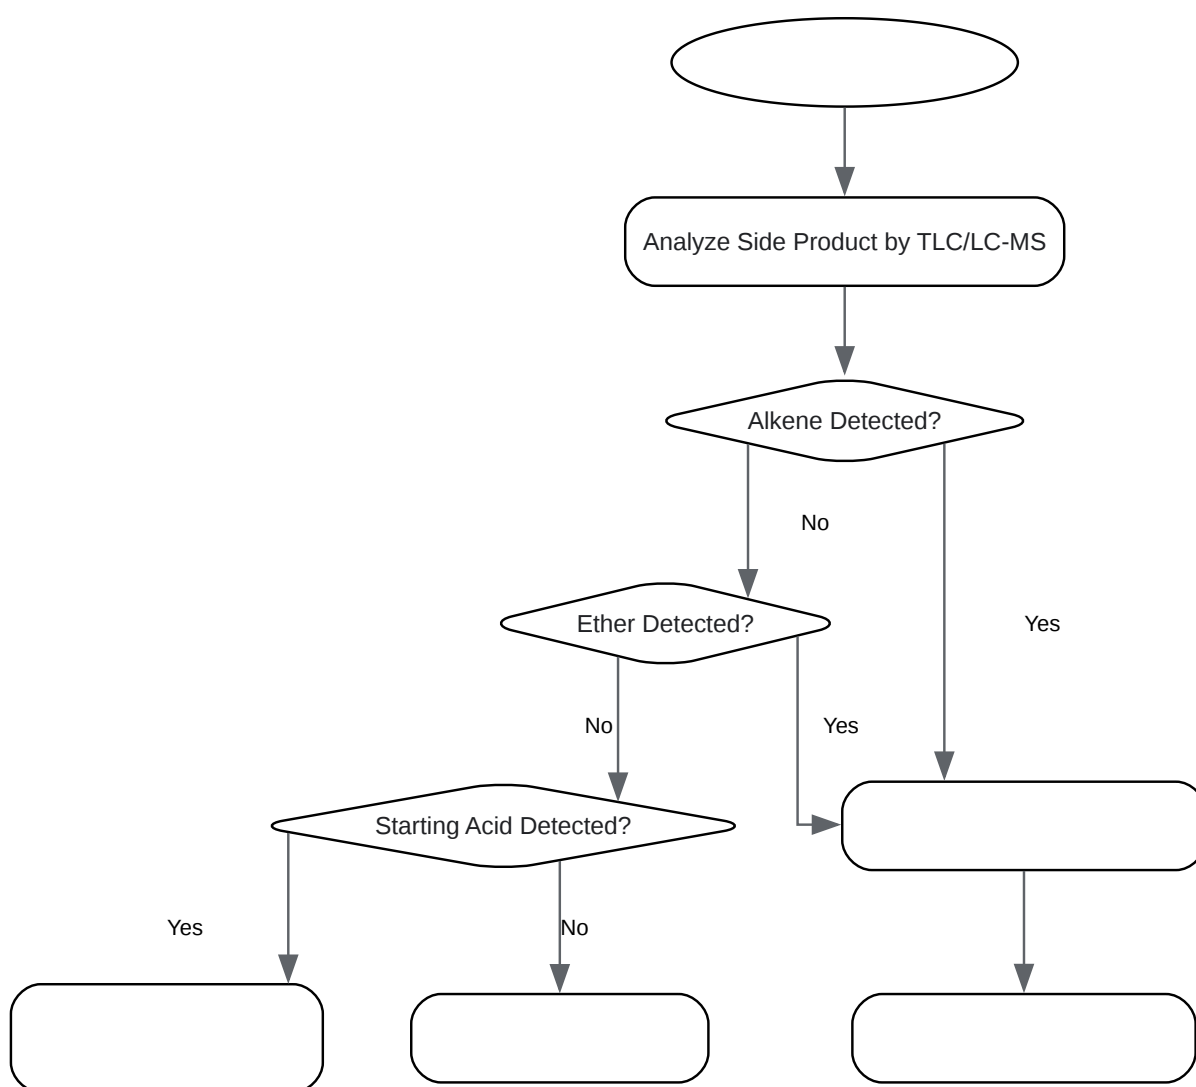 Analyze Side Product by TLC/LC-MS
Alkene Detected?
No
Ether Detected?
Yes
No
Yes
Starting Acid Detected?
Yes
No